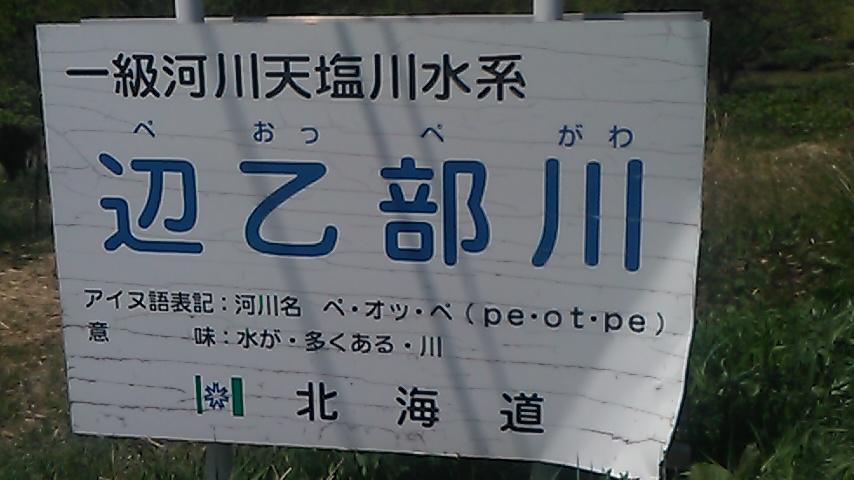 一級河川天塩川水系
ぺ おっ ぺ がわ
辺乙部川
アイヌ語表記：河川名 ペ・オッ・ペ（pe・ot・pe）
意味：水が・多くある・川
北海道